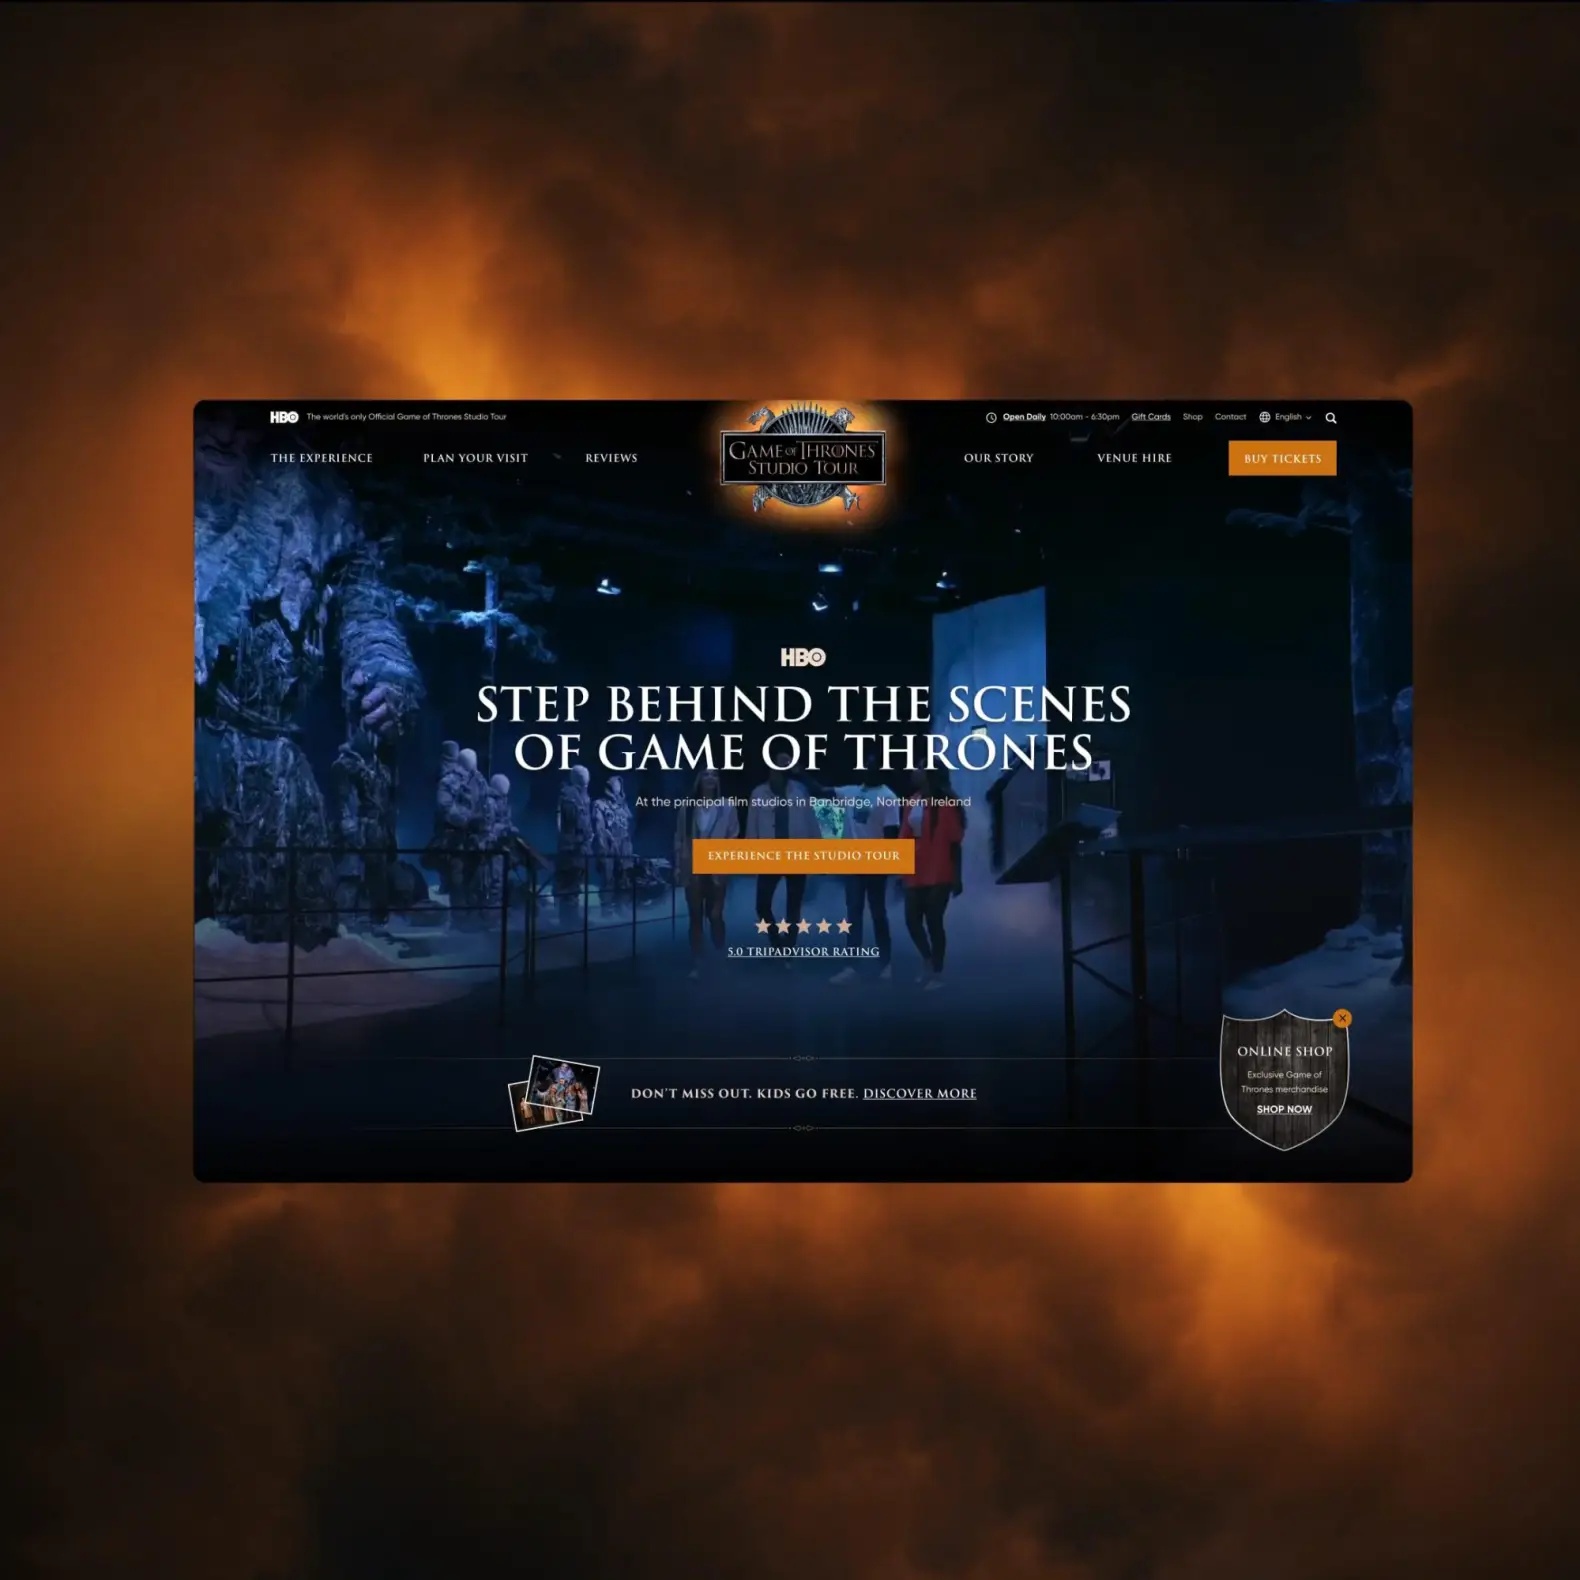 HBO The world's only Official Game of Thrones Studio Tour
Open Daily 10:00am - 6:30pm Gift Cards Shop Contact English
THE EXPERIENCE PLAN YOUR VISIT REVIEWS
GAME OF THRONES
STUDIO TOUR
OUR STORY VENUE HIRE BUY TICKETS
HBO
STEP BEHIND THE SCENES
OF GAME OF THRONES
At the principal film studios in Banbridge, Northern Ireland
EXPERIENCE THE STUDIO TOUR
5.0 TRIPADVISOR RATING
DON'T MISS OUT. KIDS GO FREE. DISCOVER MORE
ONLINE SHOP
Exclusive Game of
Thrones merchandise
SHOP NOW